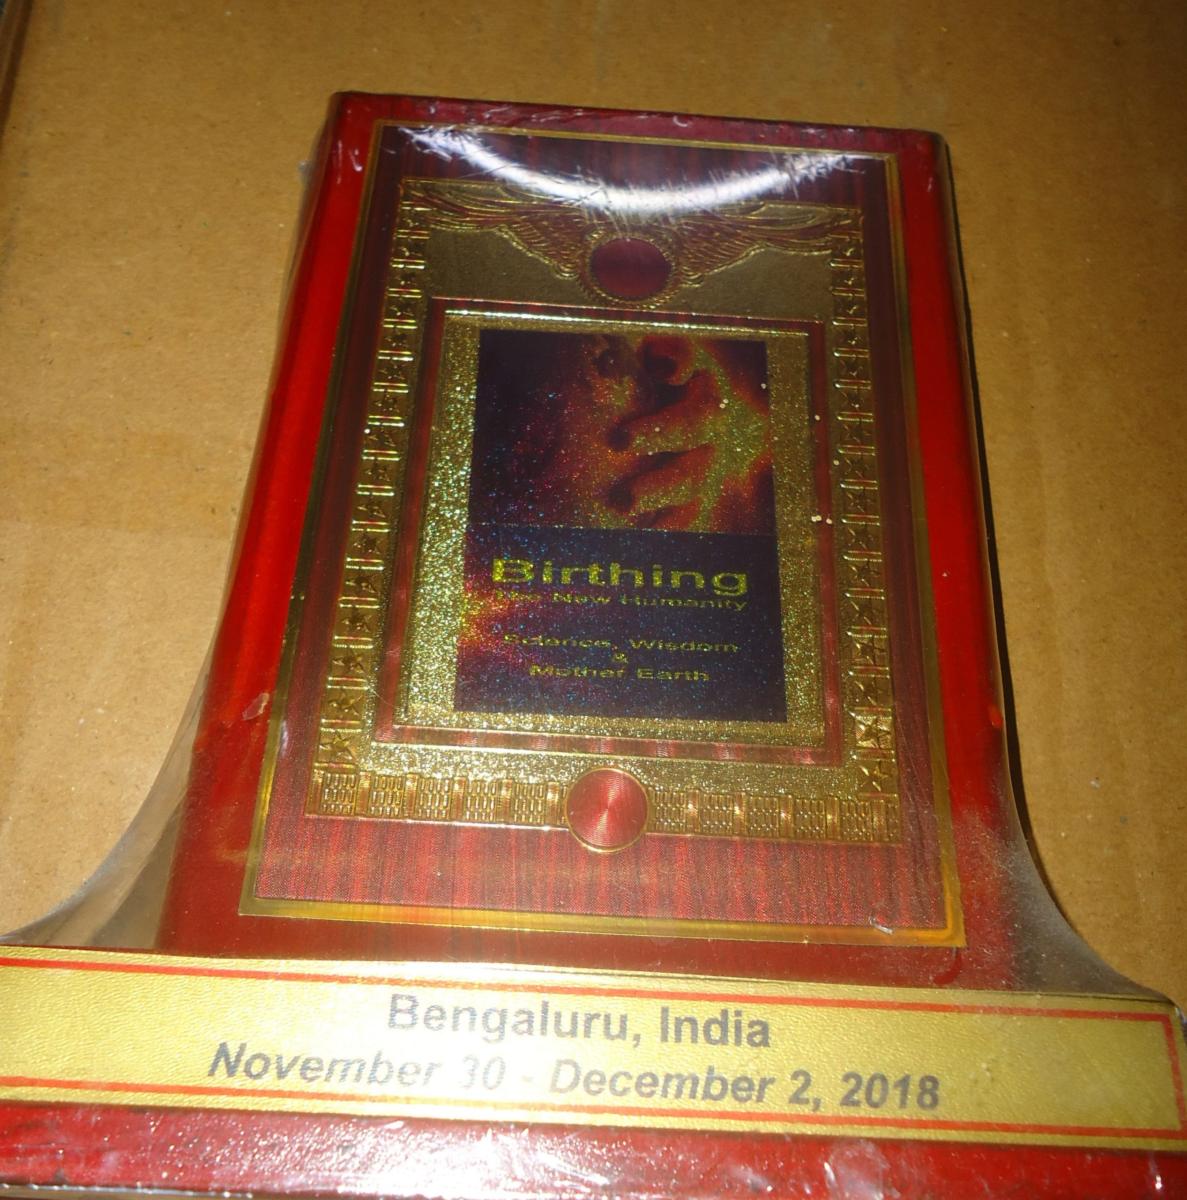 Birthing
the New Humanity
Science, Wisdom
&
Mother Earth
Bengaluru, India
November 30 - December 2, 2018